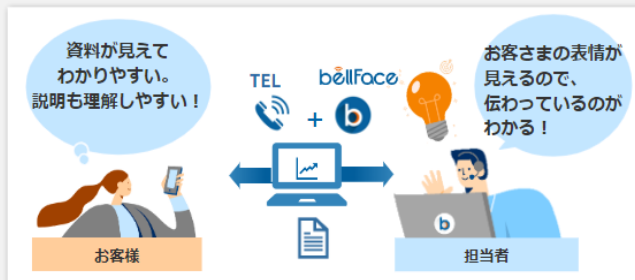 資料が見えて
わかりやすい。
説明も理解しやすい！
TEL
bellFace
+
b
お客さまの表情が
見えるので、
伝わっているのが
わかる！
b
お客様
担当者